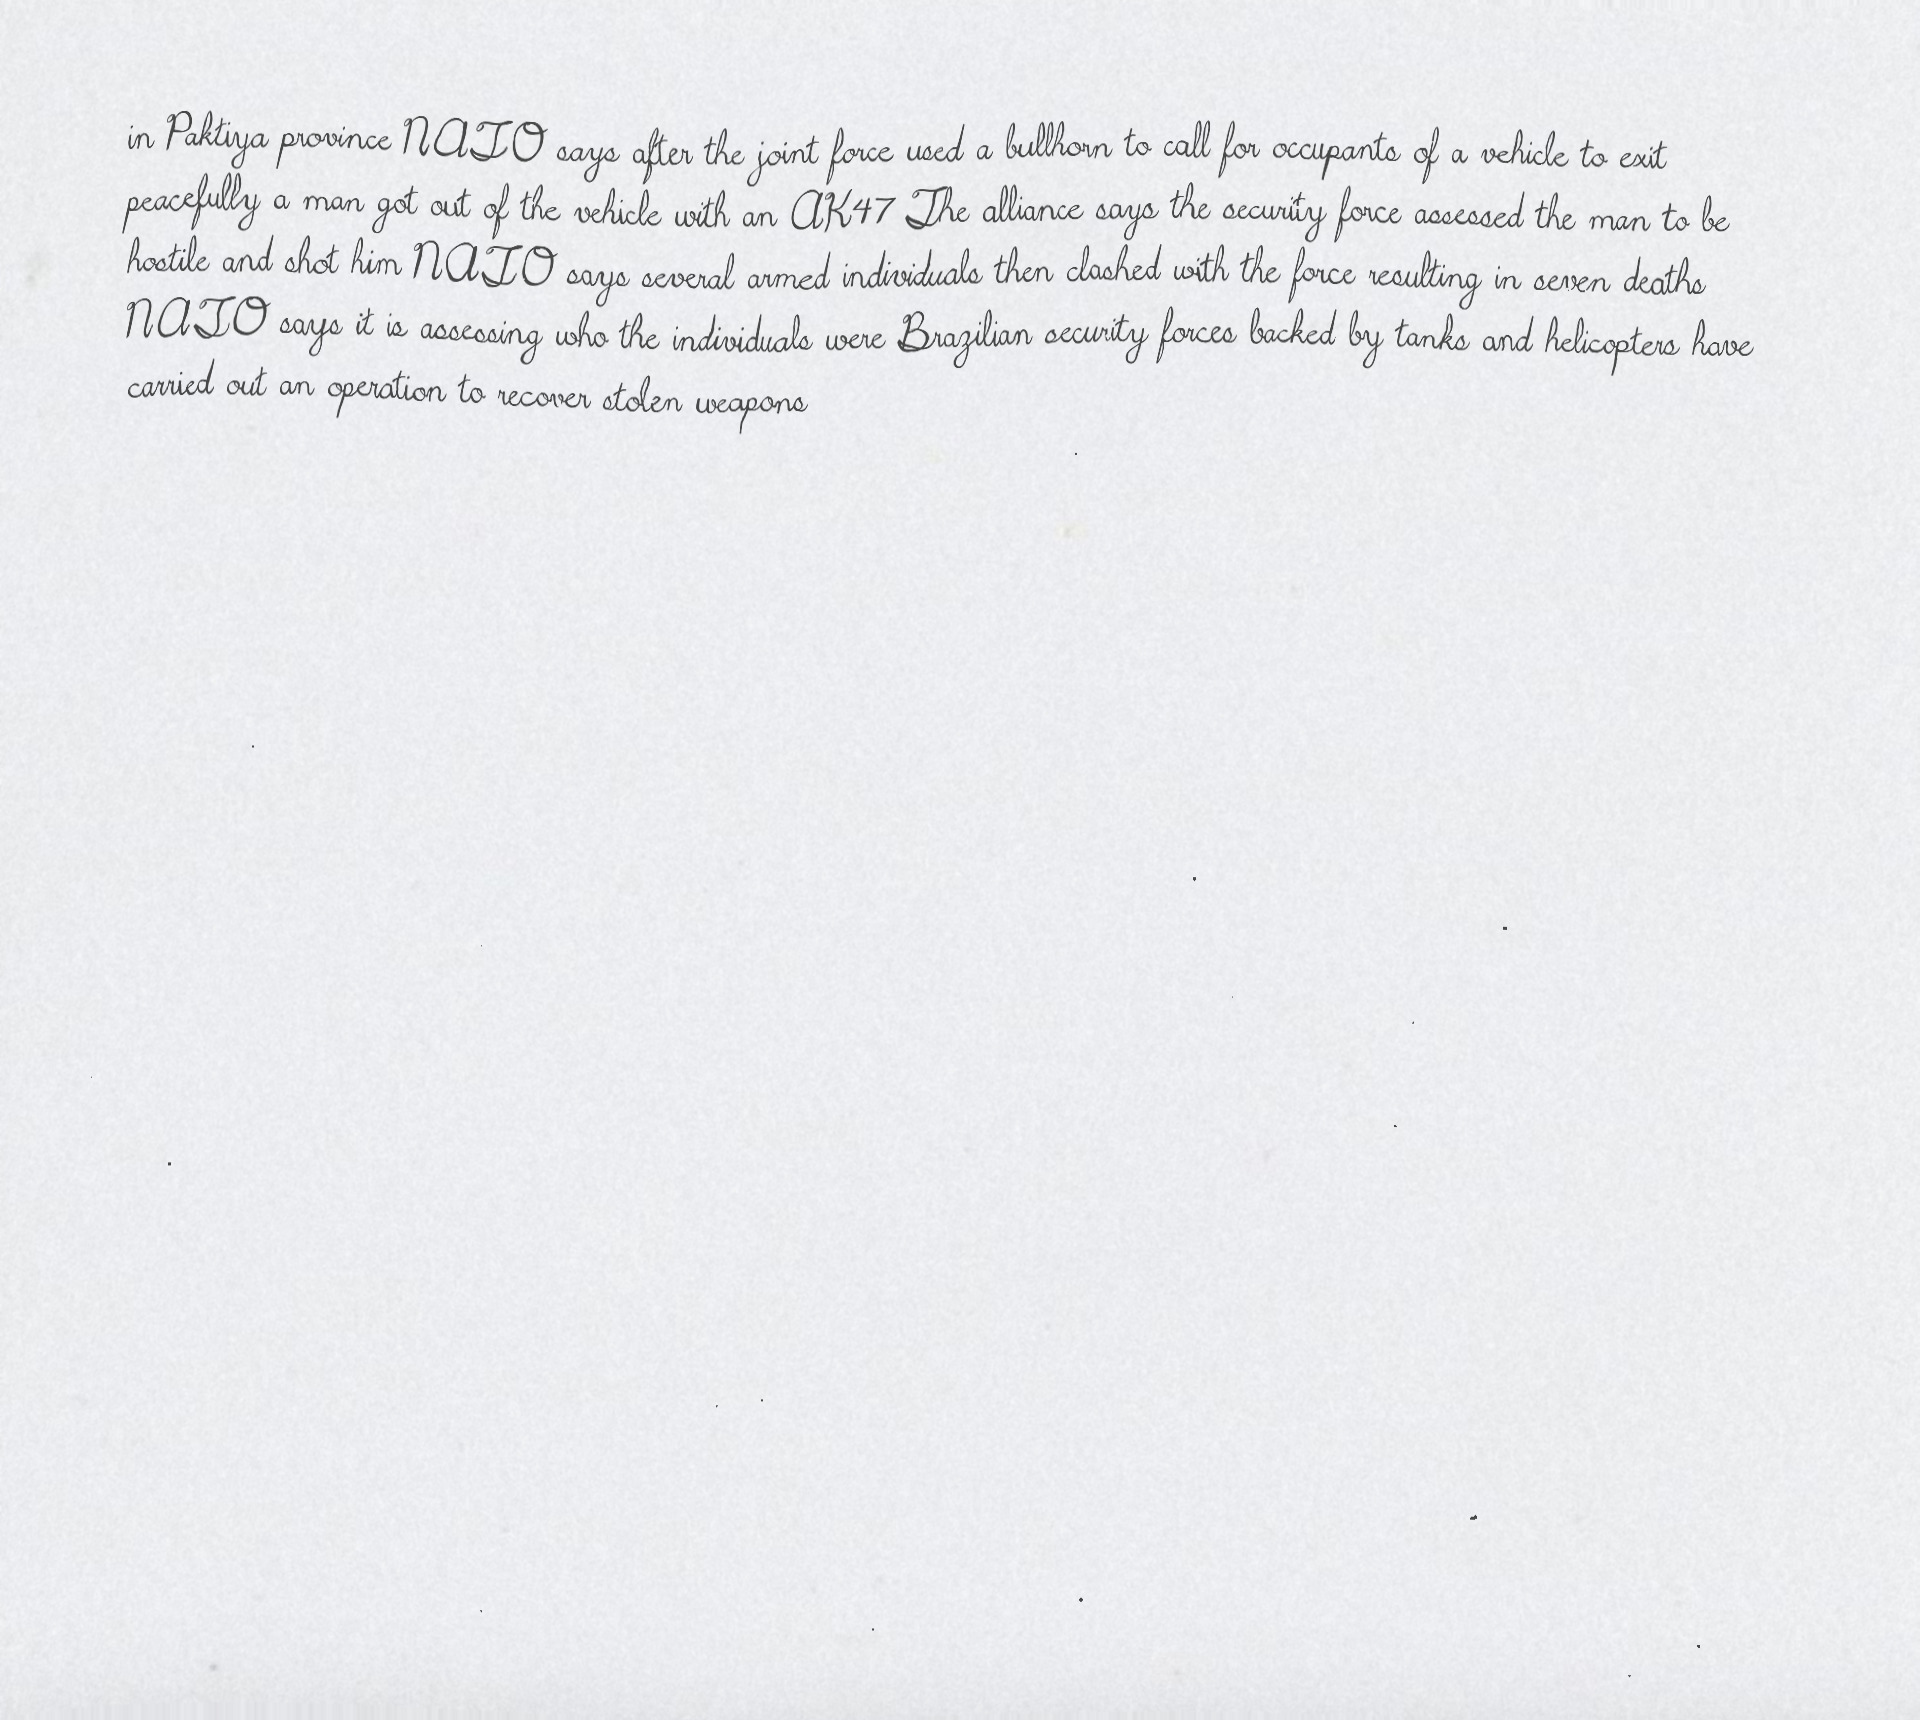 in Paktiya province NATO says after the joint force used a bullhorn to call for occupants of a vehicle to exit
peacefully a man got out of the vehicle with an AK47 The alliance says the security force assessed the man to be
hostile and shot him NATO says several armed individuals then clashed with the force resulting in seven deaths
NATO says it is assessing who the individuals were Brazilian security forces backed by tanks and helicopters have
carried out an operation to recover stolen weapons